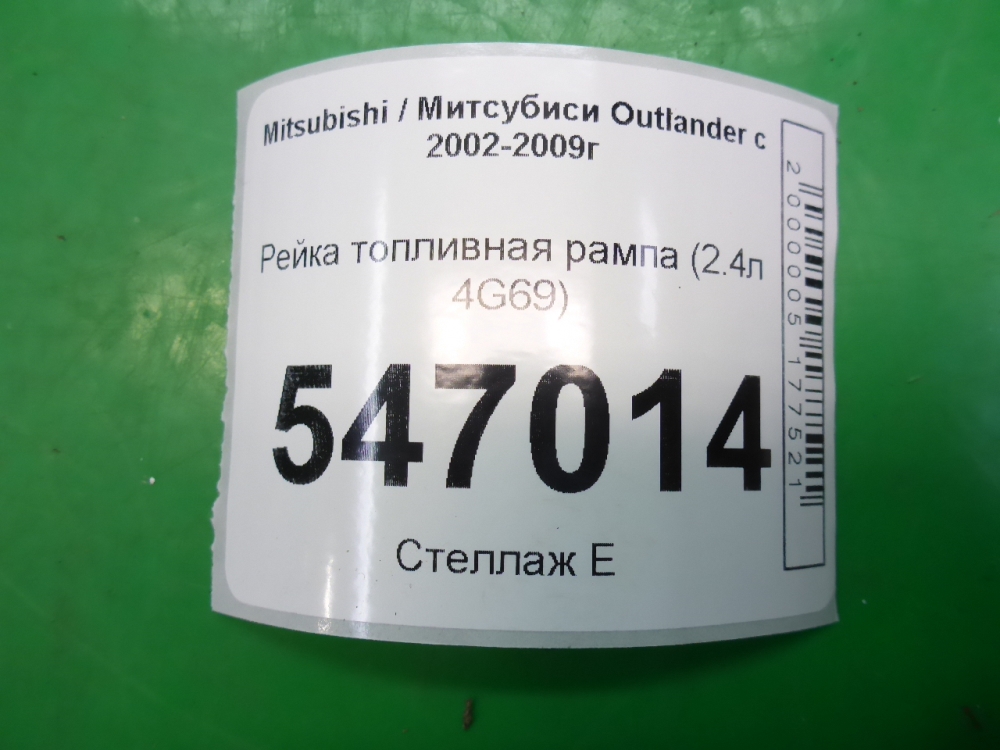 Mitsubishi / Митсубиси Outlander с
2002-2009г
Рейка топливная рампа (2.4л
4G69)
547014
Стеллаж Е
2000005177521